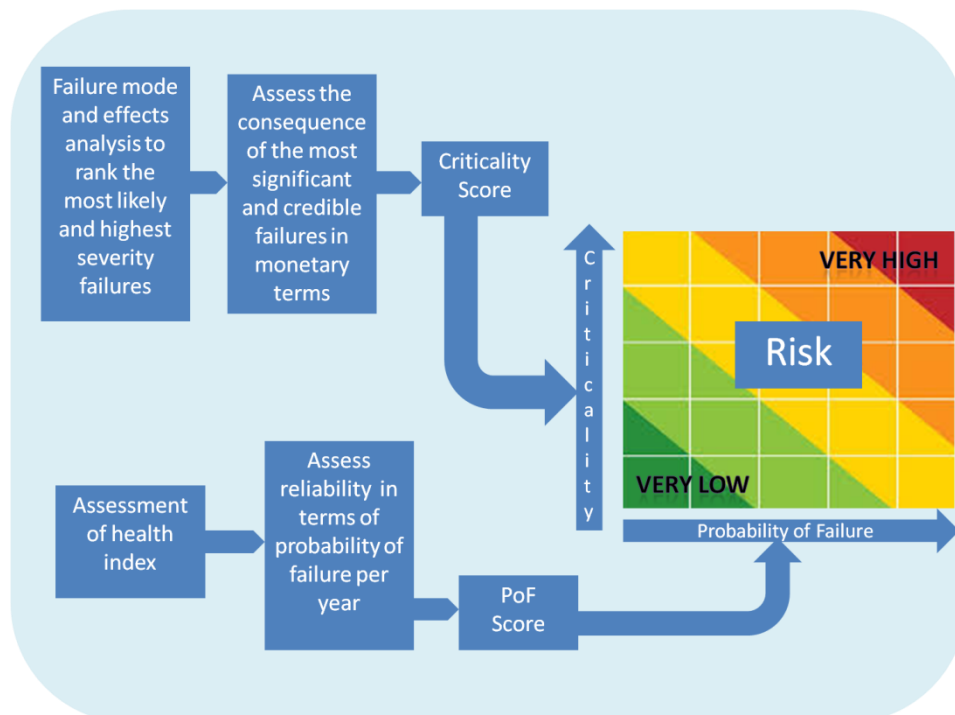 Failure mode
and effects
analysis to
rank the
most likely
and highest
severity
failures
Assess the
consequence
of the most
significant
and credible
failures in
monetary
terms
Criticality
Score
Criticality
VERY HIGH
Risk
VERY LOW
Probability of Failure
Assessment
of health
index
Assess
reliability in
terms of
probability of
failure per
year
PoF
Score